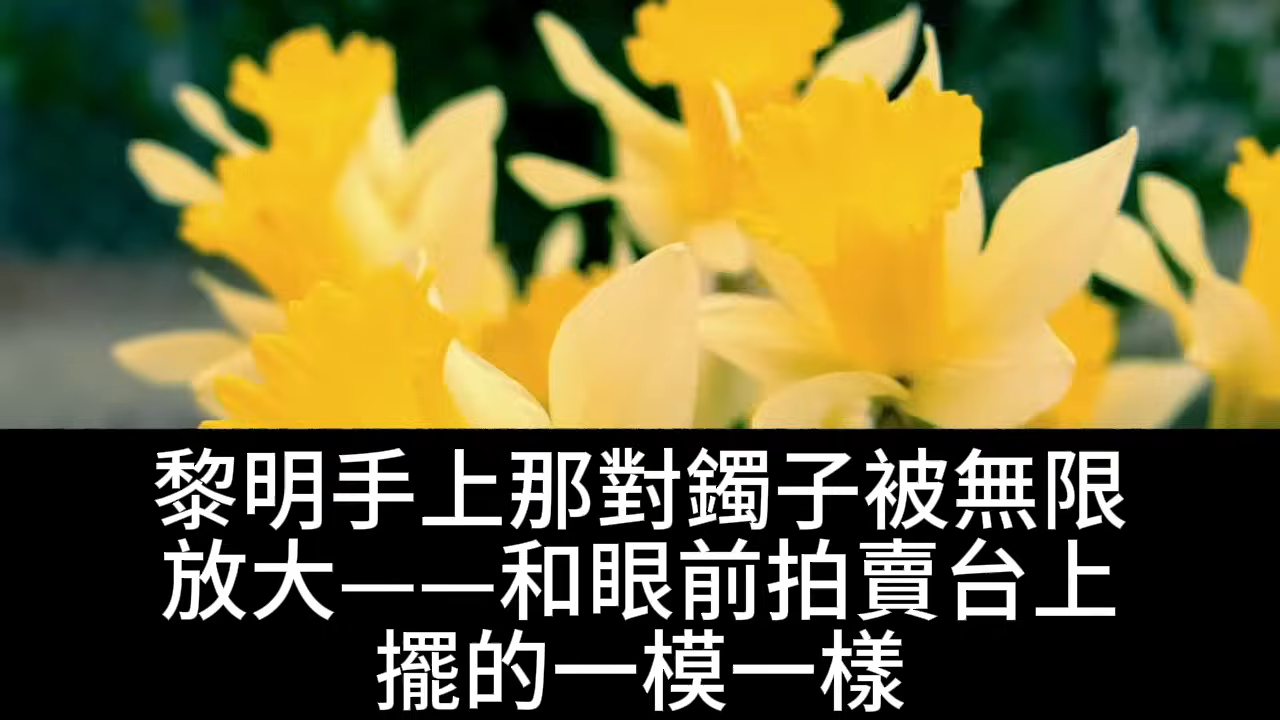 黎明手上那對鐲子被無限
放大——和眼前拍賣台上
擺的一模一樣